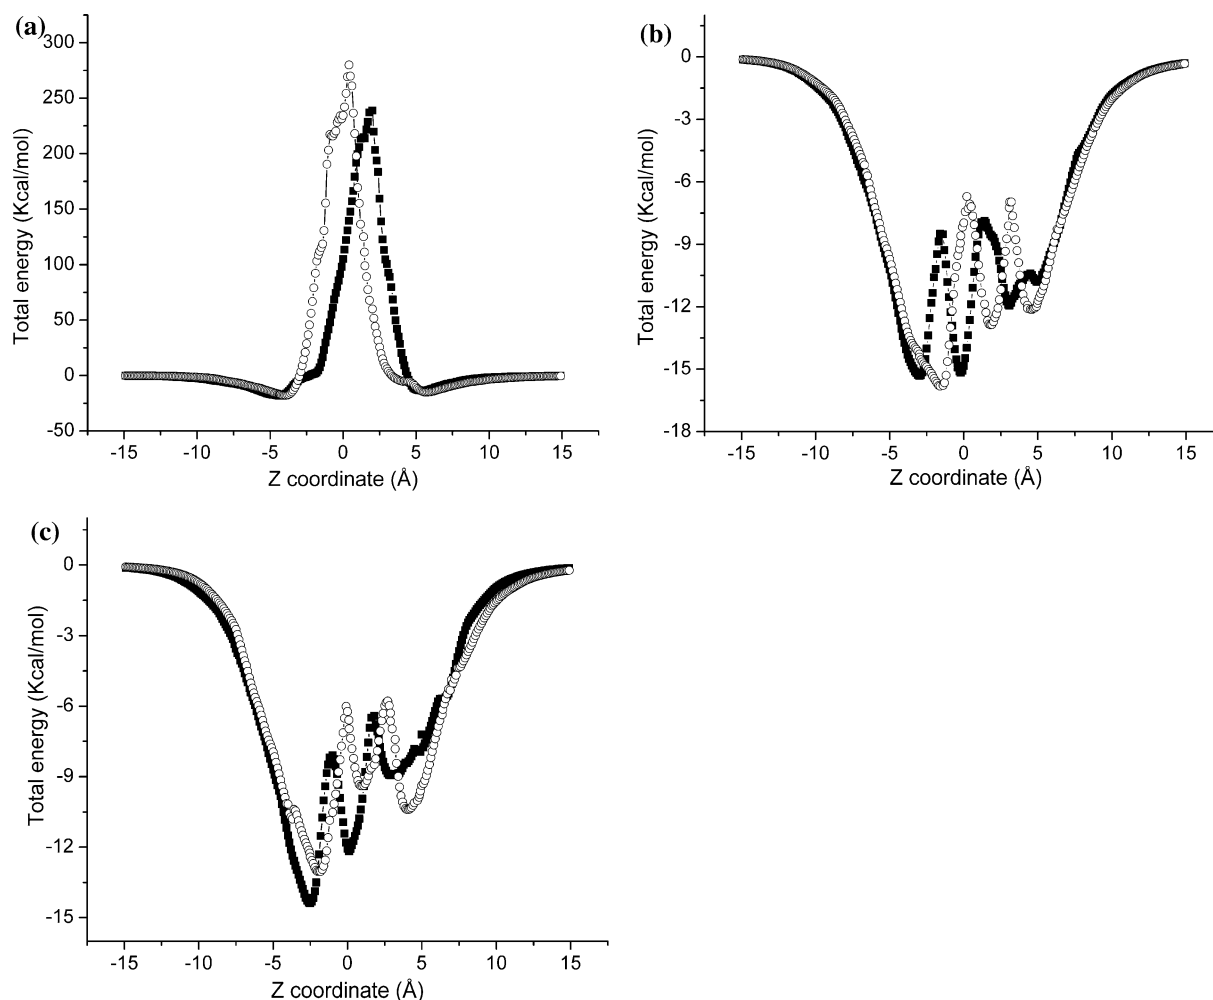 (a)
300
250
200
150
100
50
0
-50
Total energy (Kcal/mol)
-15 -10 -5 0 5 10 15
Z coordinate (Å)
(b)
0
-3
-6
-9
-12
-15
-18
Total energy (Kcal/mol)
-15 -10 -5 0 5 10 15
Z coordinate (Å)
(c)
0
-3
-6
-9
-12
-15
Total energy (Kcal/mol)
-15 -10 -5 0 5 10 15
Z coordinate (Å)